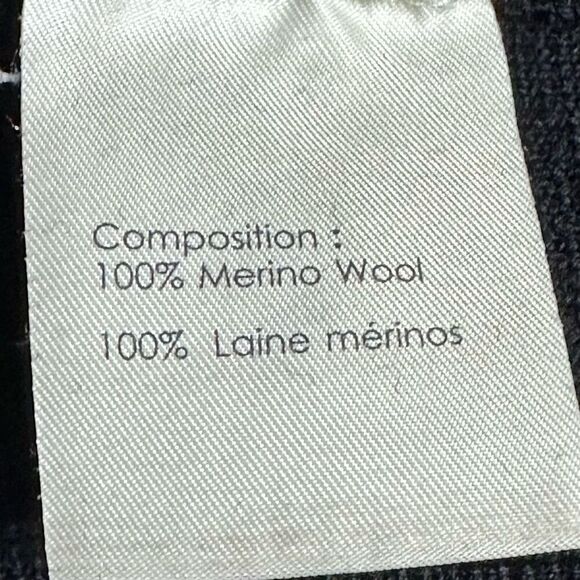 Composition :
100% Merino Wool
100% Laine mérinos